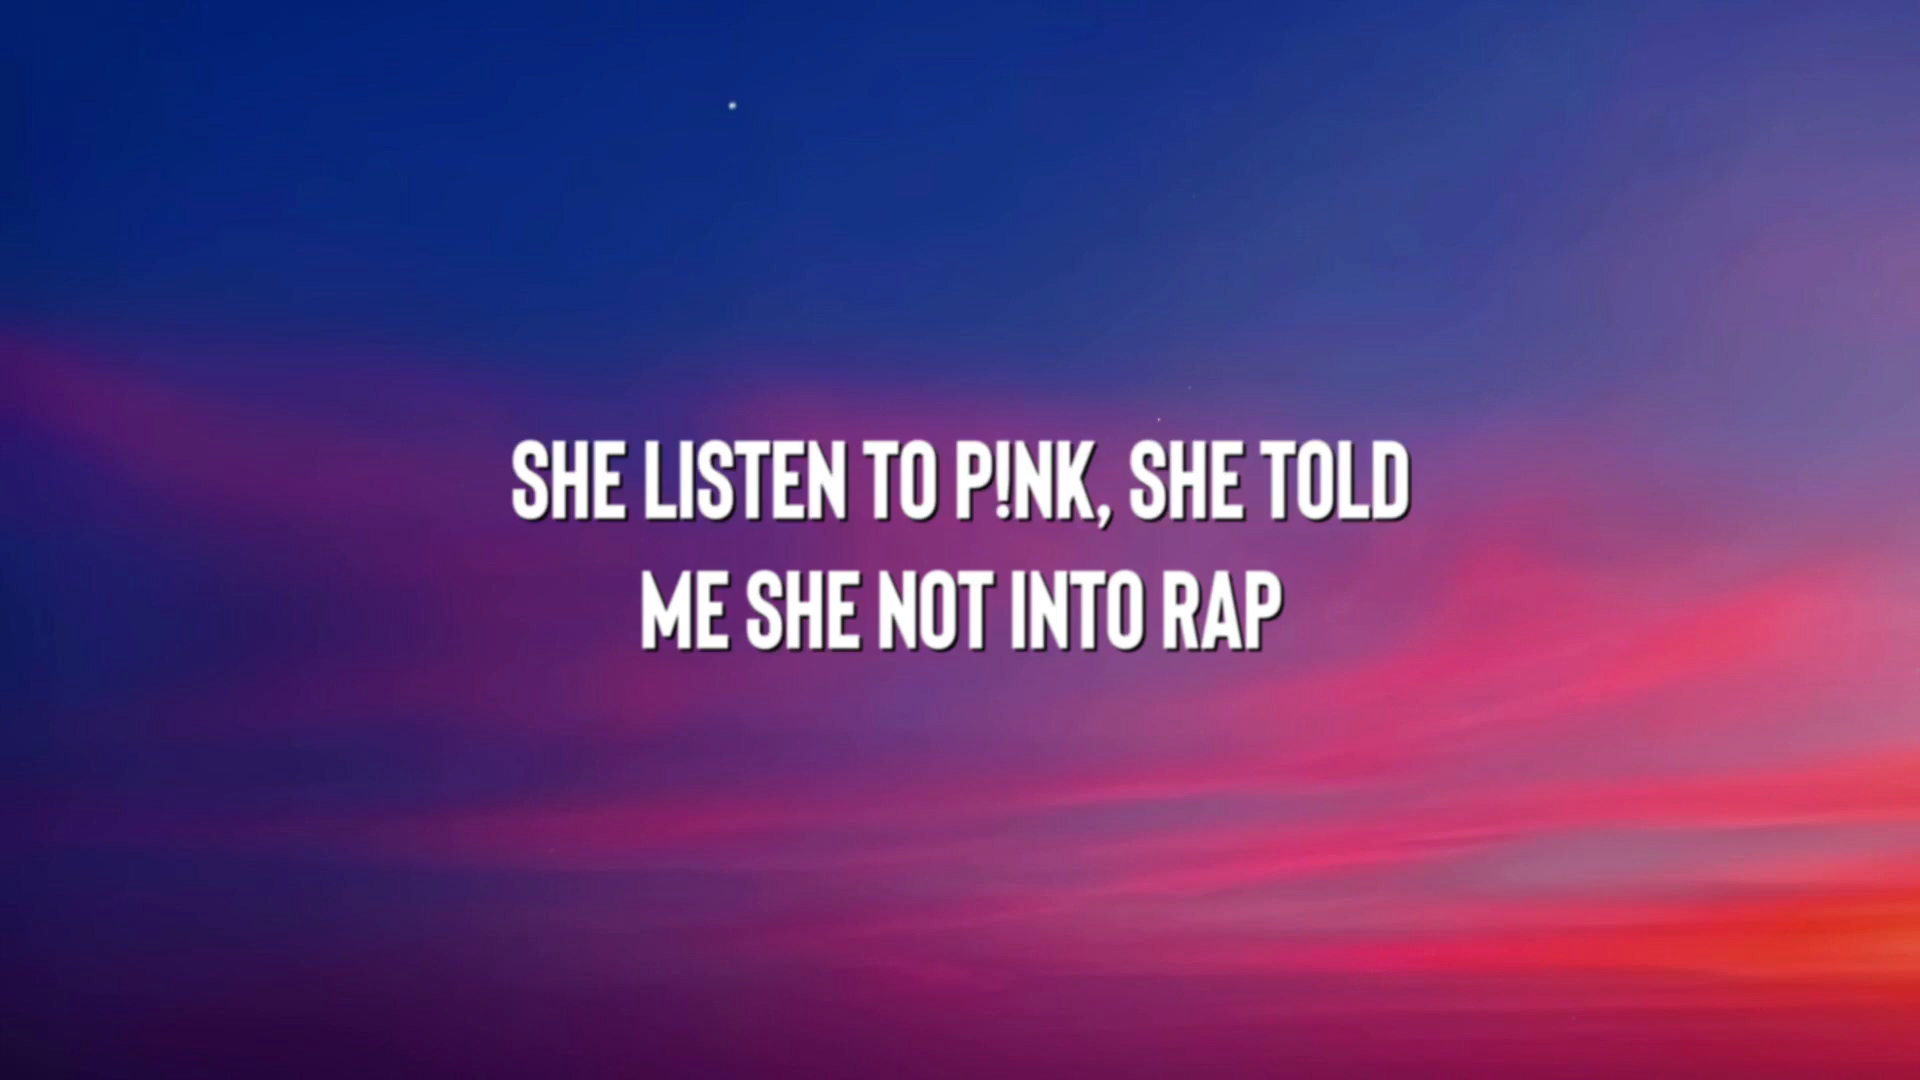 SHE LISTEN TO P!NK, SHE TOLD
ME SHE NOT INTO RAP